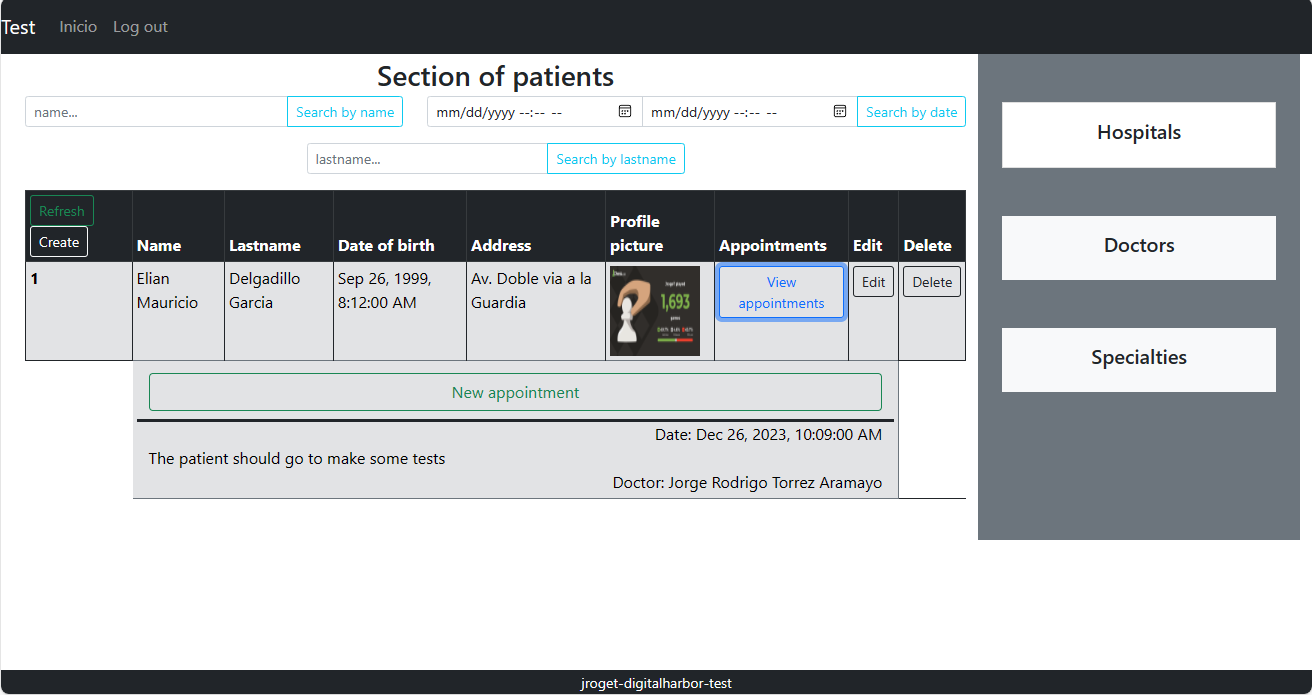 Test Inicio Log out
Section of patients
name... Search by name mm/dd/yyyy --:-- -- mm/dd/yyyy --:-- -- Search by date
lastname... Search by lastname
Hospitals
Doctors
Specialties
Refresh
Create
Name
Lastname
Date of birth
Address
Profile
picture
Appointments
Edit
Delete
1
Elian
Mauricio
Delgadillo
Garcia
Sep 26, 1999,
8:12:00 AM
Av. Doble via a la
Guardia
1,693
games
View
appointments
Edit
Delete
New appointment
Date: Dec 26, 2023, 10:09:00 AM
The patient should go to make some tests
Doctor: Jorge Rodrigo Torrez Aramayo
jroget-digitalharbor-test